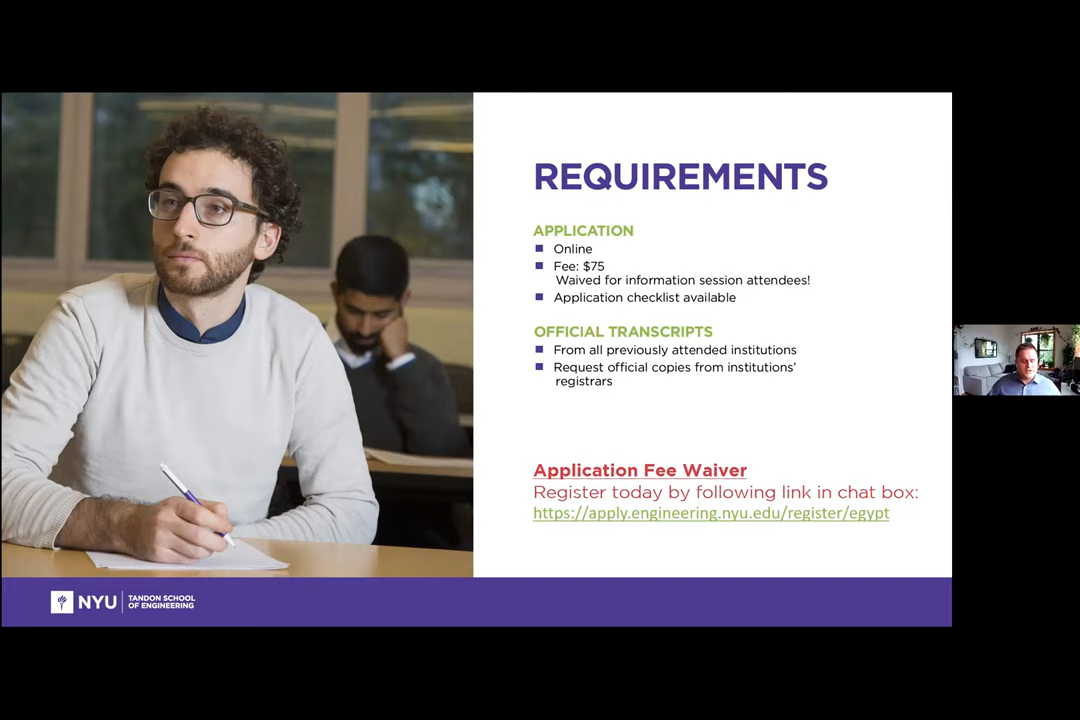 REQUIREMENTS
APPLICATION
Online
Fee: $75
Waived for information session attendees!
Application checklist available
OFFICIAL TRANSCRIPTS
From all previously attended institutions
Request official copies from institutions’
registrars
Application Fee Waiver
Register today by following link in chat box:
https://apply.engineering.nyu.edu/register/egypt
NYU TANDON SCHOOL
OF ENGINEERING